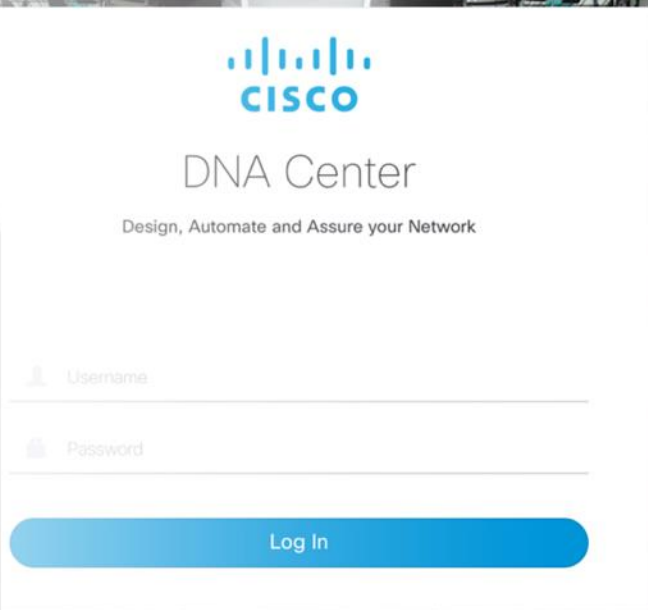 CISCO
DNA Center
Design, Automate and Assure your Network
Username
Password
Log In